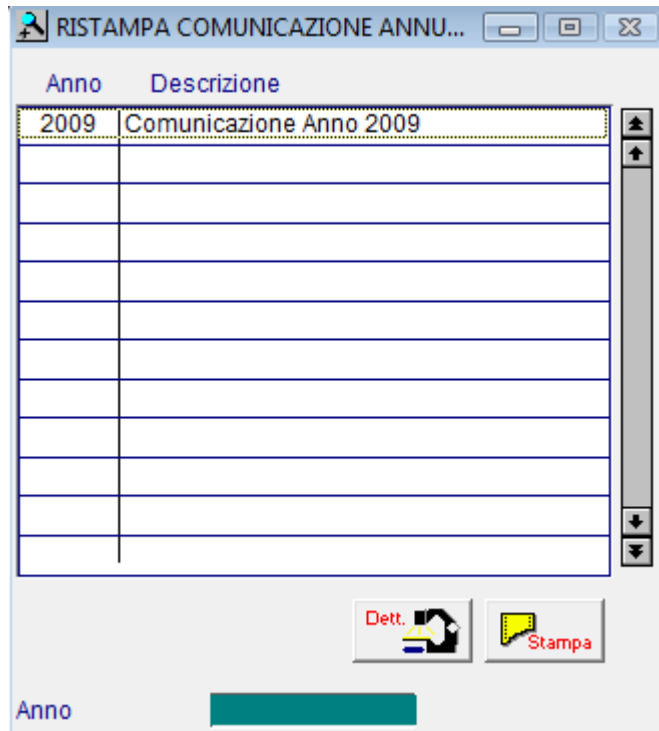 RISTAMPA COMUNICAZIONE ANNU...
Anno Descrizione
2009 Comunicazione Anno 2009
Dett. Stampa
Anno